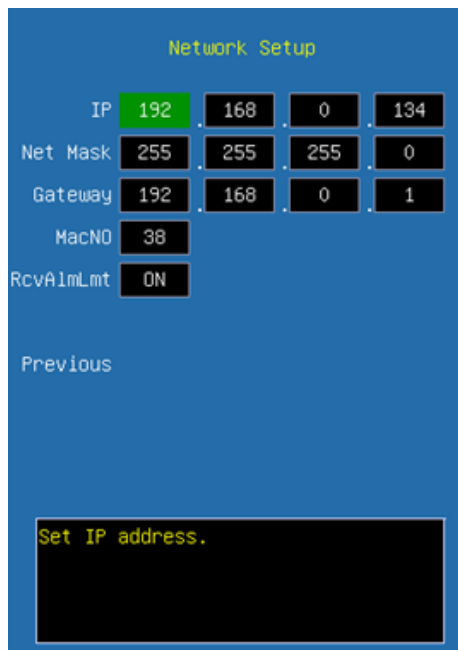 Network Setup
IP 192 . 168 . 0 . 134
Net Mask 255 . 255 . 255 . 0
Gateway 192 . 168 . 0 . 1
MacNO 38
RcvAlmLmt ON
Previous
Set IP address.